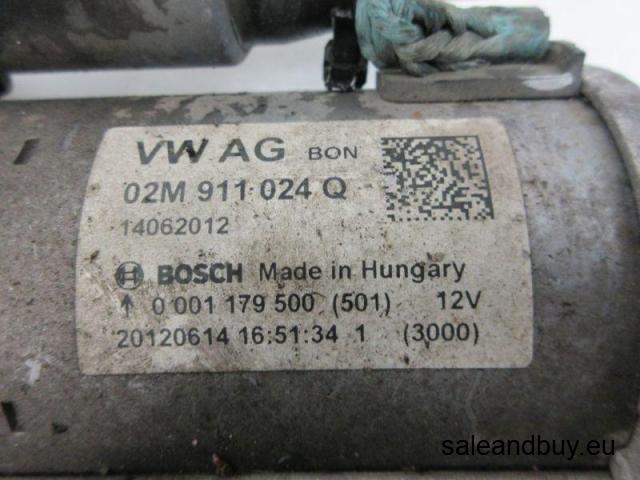 VW AG BON
02M 911 024 Q
14062012
BOSCH Made in Hungary
↑ 0 001 179 500 (501) 12V
20120614 16:51:34 1 (3000)
saleandbuy.eu